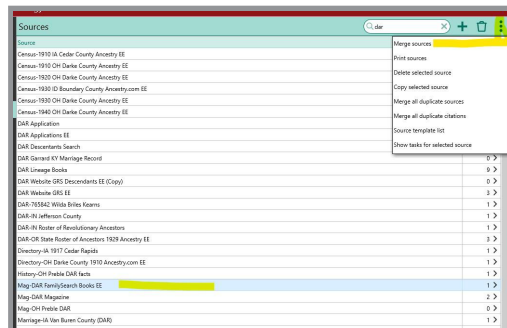 Sources
dar
Source
Merge sources
Print sources
Delete selected source
Copy selected source
Merge all duplicate sources
Merge all duplicate citations
Source template list
Show tasks for selected source
Census-1910 IA Cedar County Ancestry EE
Census-1910 OH Darke County Ancestry EE
Census-1920 OH Darke County Ancestry EE
Census-1930 ID Boundary County Ancestry.com EE
Census-1930 OH Darke County Ancestry EE
Census-1940 OH Darke County Ancestry EE
DAR Application
DAR Applications EE
DAR Descentants Search
DAR Garrard KY Marriage Record 0
DAR Lineage Books 9
DAR Website GRS Descendants EE (Copy) 0
DAR Website GRS EE 3
DAR-765842 Wilda Briles Kearns 1
DAR-IN Jefferson County 1
DAR-IN Roster of Revolutionary Ancestors 1
DAR-OR State Roster of Ancestors 1929 Ancestry EE 3
Directory-IA 1917 Cedar Rapids 1
Directory-OH Darke County 1910 Ancestry.com EE 1
History-OH Preble DAR facts 1
Mag-DAR FamilySearch Books EE 1
Mag-DAR Magazine 2
Mag-OH Preble DAR 0
Marriage-IA Van Buren County (DAR) 1